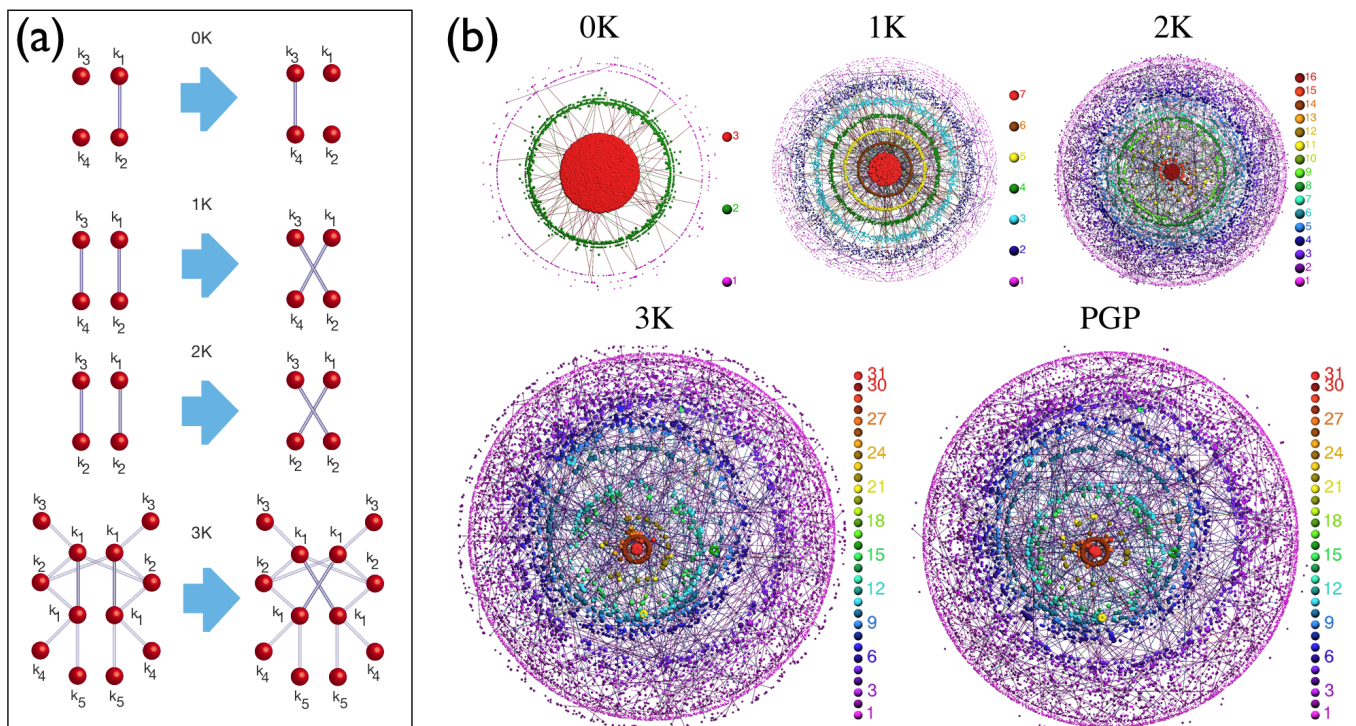 (a)
0K
k3 k1
k4 k2
k3 k1
k4 k2
1K
k3 k1
k4 k2
k3 k1
k4 k2
2K
k3 k1
k2 k2
k3 k1
k2 k2
3K
k3 k3
k1 k1
k2 k2
k1 k1
k4 k4
k5 k5
k3 k3
k1 k1
k2 k2
k1 k1
k4 k4
k5 k5
(b)
0K
3
2
1
1K
7
6
5
4
3
2
1
2K
16
15
14
13
12
11
10
9
8
7
6
5
4
3
2
1
3K
31
30
27
24
21
18
15
12
9
6
3
1
PGP
31
30
27
24
21
18
15
12
9
6
3
1